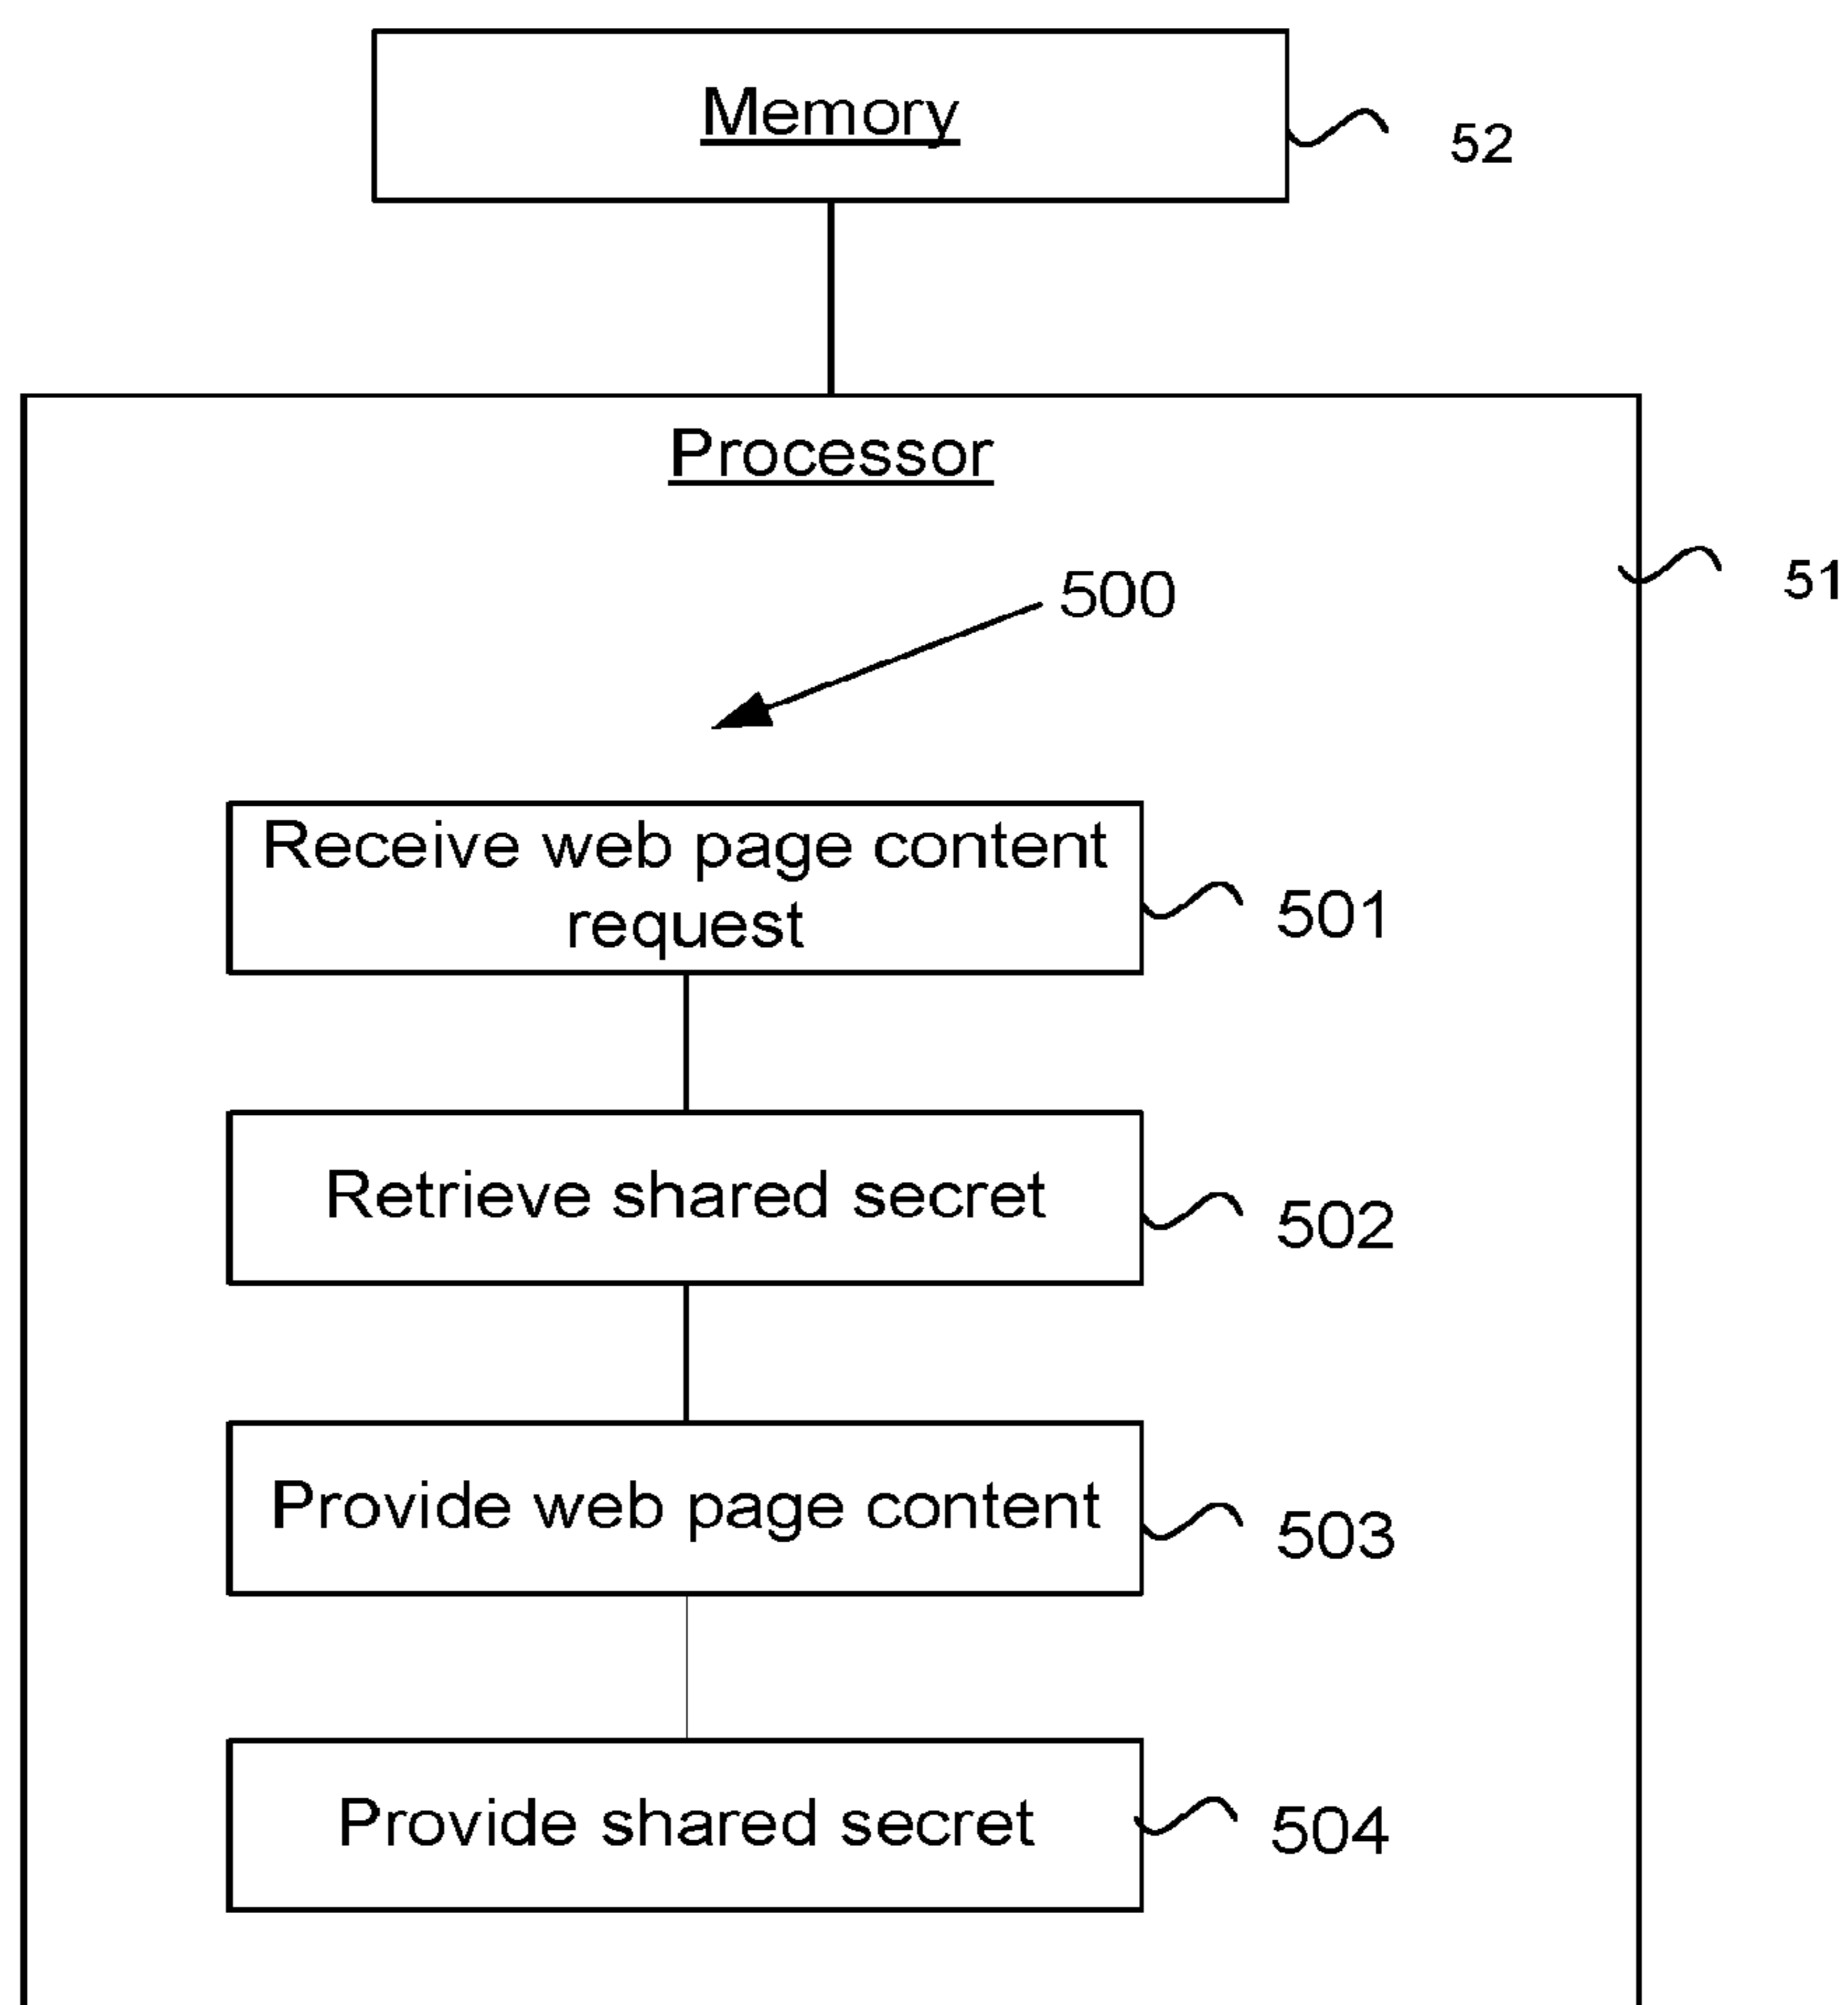 Memory
52
Processor
51
500
Receive web page content
request
501
Retrieve shared secret
502
Provide web page content
503
Provide shared secret
504